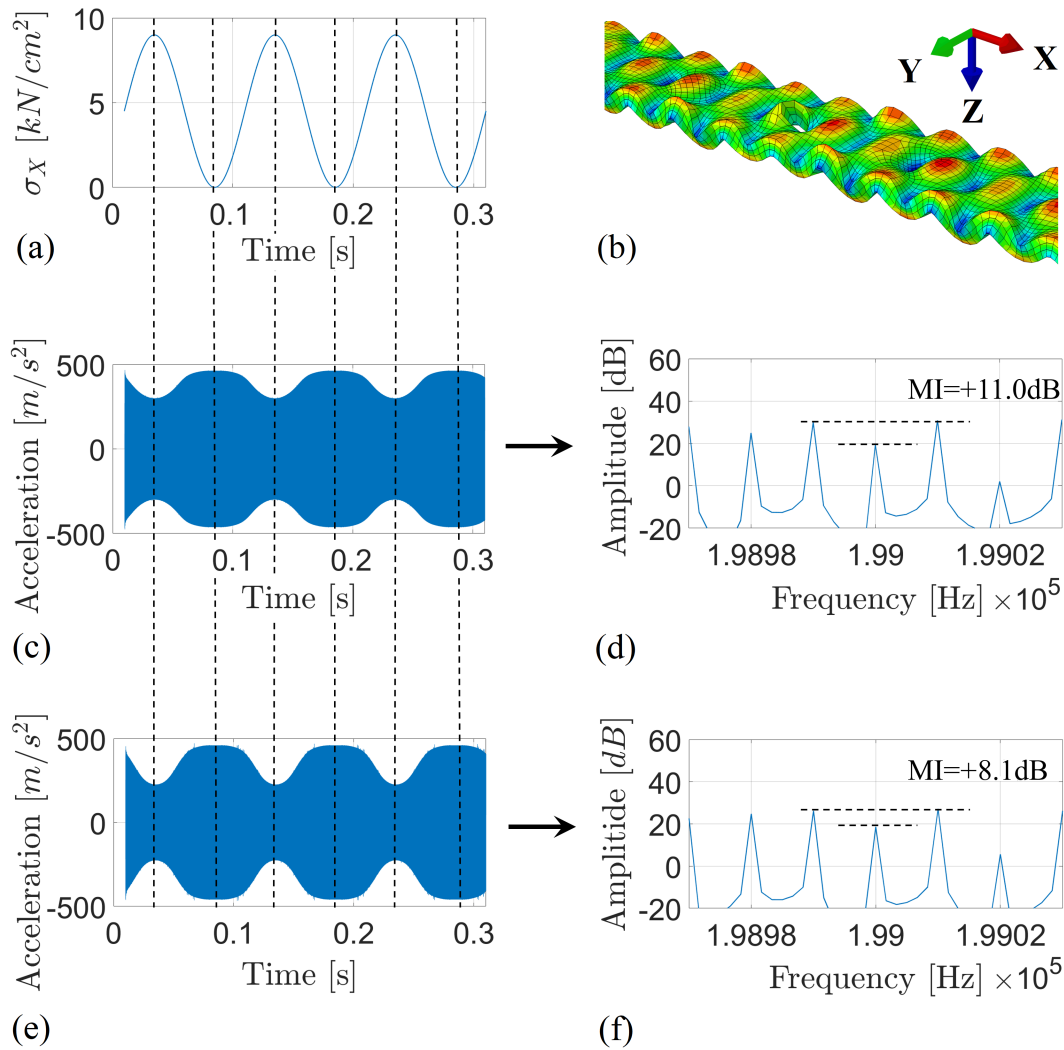 σ_X [kN/cm²]
10
5
0
0 0.1 0.2 0.3
Time [s]
(a)
X
Y
Z
(b)
Acceleration [m/s²]
500
0
-500
0 0.1 0.2 0.3
Time [s]
(c)
Amplitude [dB]
60
40
20
0
-20
MI=+11.0dB
1.9898 1.99 1.9902
Frequency [Hz] ×10⁵
(d)
Acceleration [m/s²]
500
0
-500
0 0.1 0.2 0.3
Time [s]
(e)
Amplitide [dB]
60
40
20
0
-20
MI=+8.1dB
1.9898 1.99 1.9902
Frequency [Hz] ×10⁵
(f)